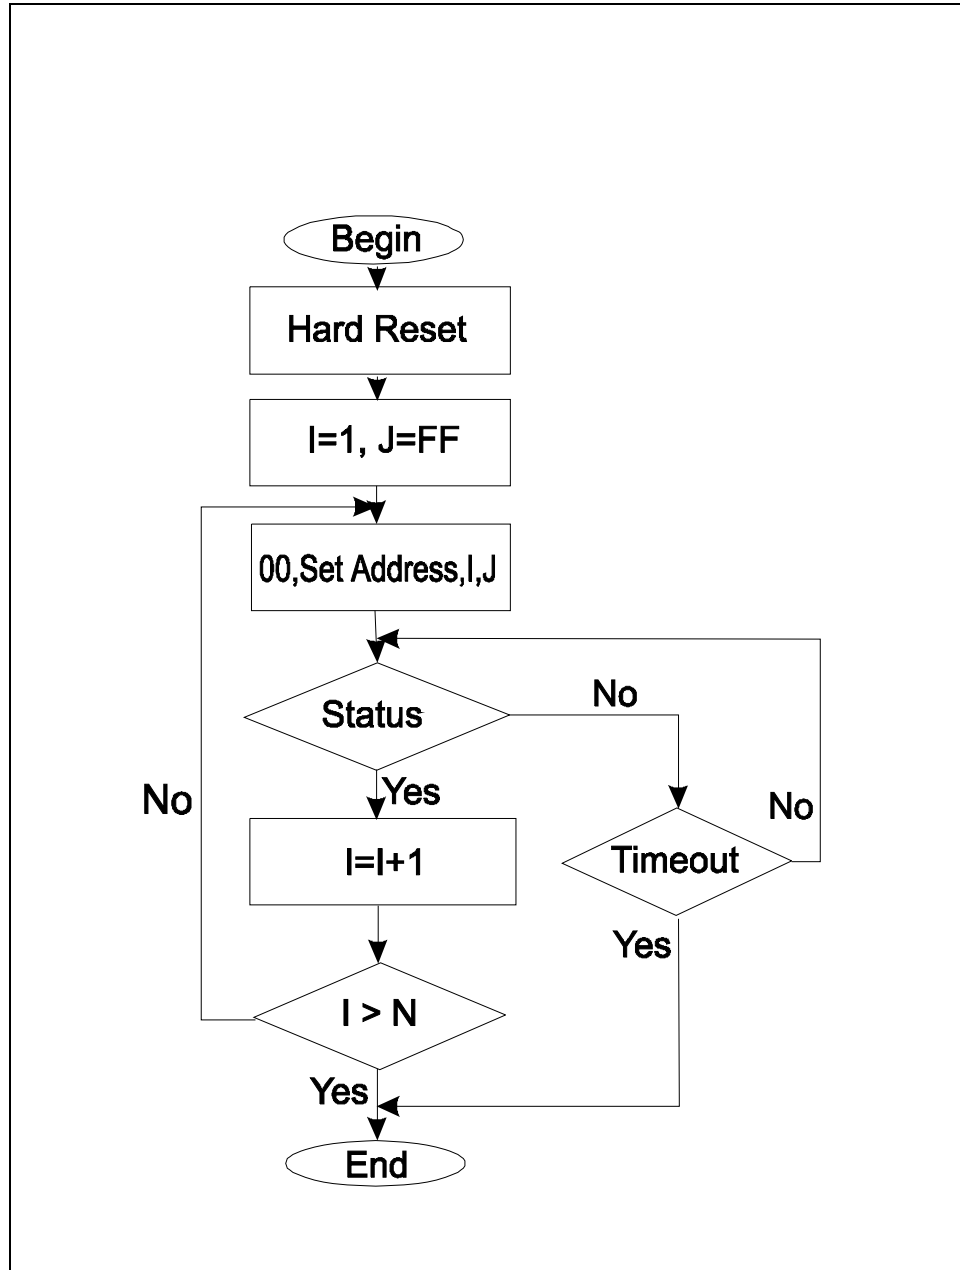 Begin
Hard Reset
I=1, J=FF
00,Set Address,I,J
Status
No
Yes
No
No
I=I+1
Timeout
Yes
I > N
Yes
End